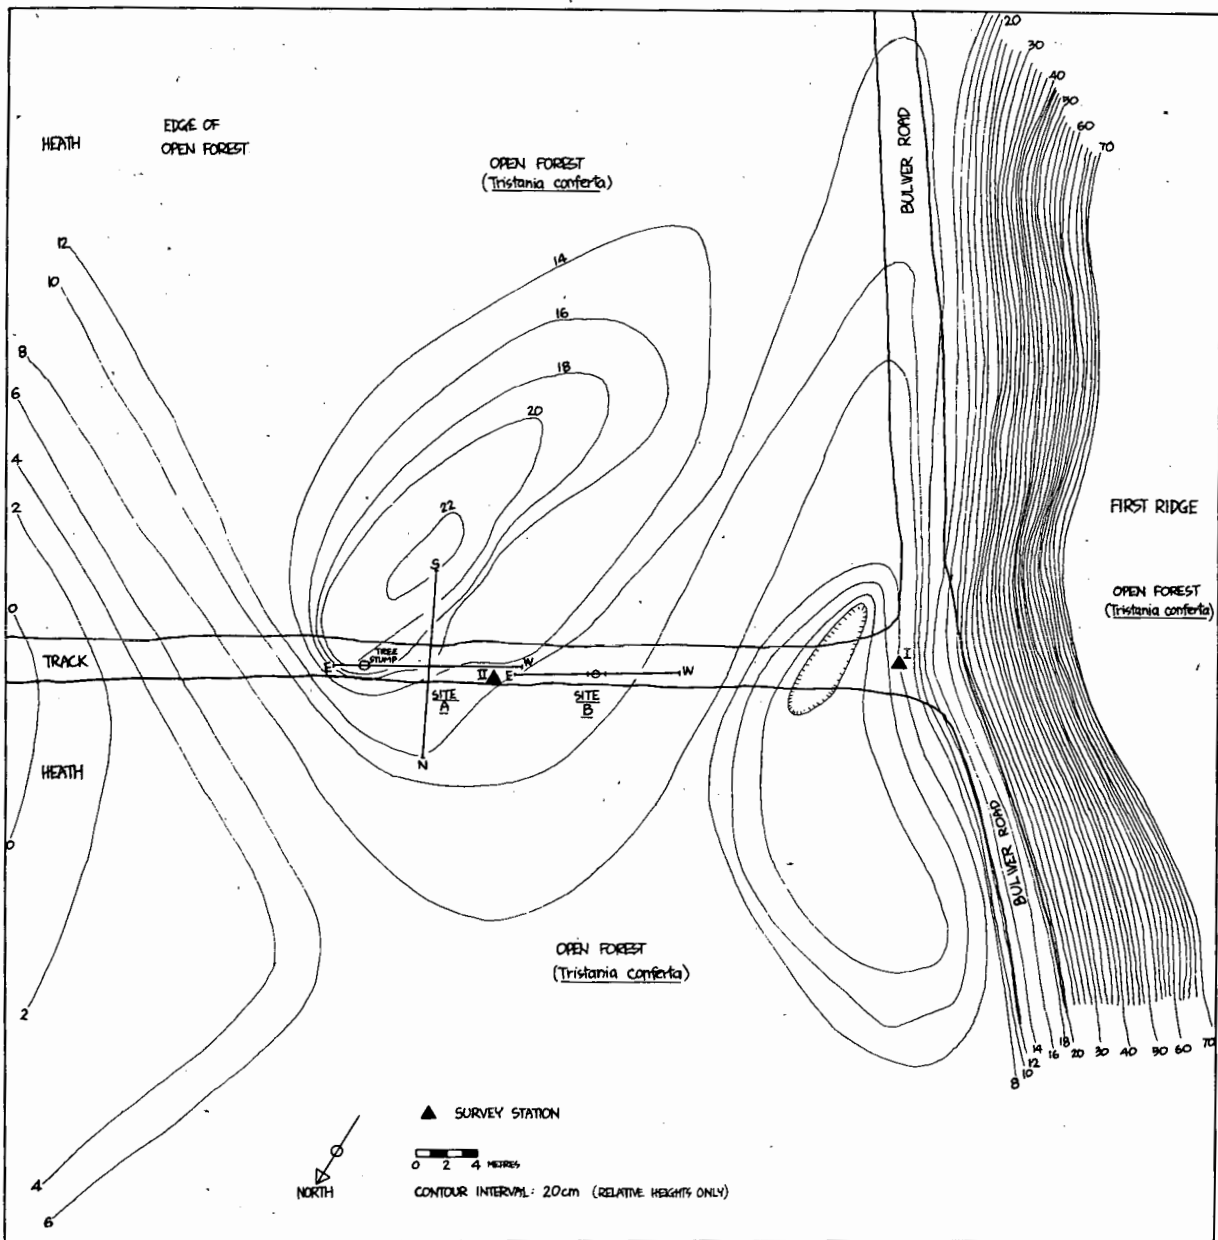 20
30
40
50
60
70
HEATH
EDGE OF
OPEN FOREST
OPEN FOREST
(Tristania conferta)
BULWER ROAD
12
10
8
6
4
2
0
14
16
18
20
22
FIRST RIDGE
OPEN FOREST
(Tristania conferta)
TRACK
S
TREE
STUMP
E
W
II
E
W
I
SITE
A
SITE
B
N
HEATH
0
2
BULWER ROAD
OPEN FOREST
(Tristania conferta)
8
10
12
14
16
18
20
30
40
50
60
70
4
6
NORTH
SURVEY STATION
0 2 4 METRES
CONTOUR INTERVAL: 20cm (RELATIVE HEIGHTS ONLY)